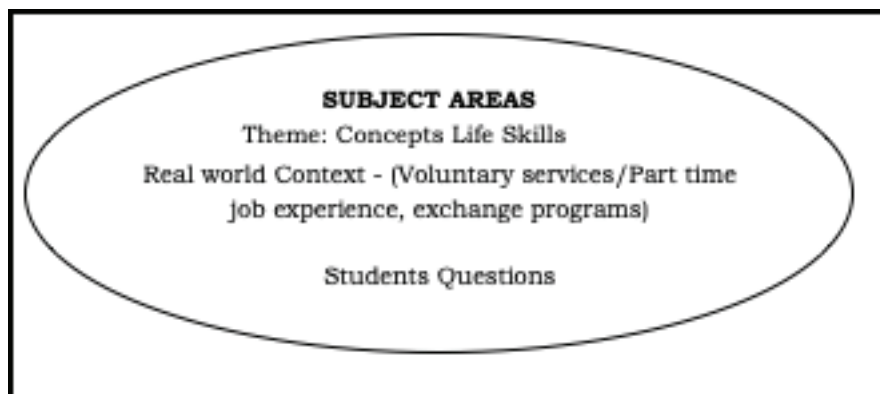 SUBJECT AREAS
Theme: Concepts Life Skills
Real world Context - (Voluntary services/Part time
job experience, exchange programs)
Students Questions